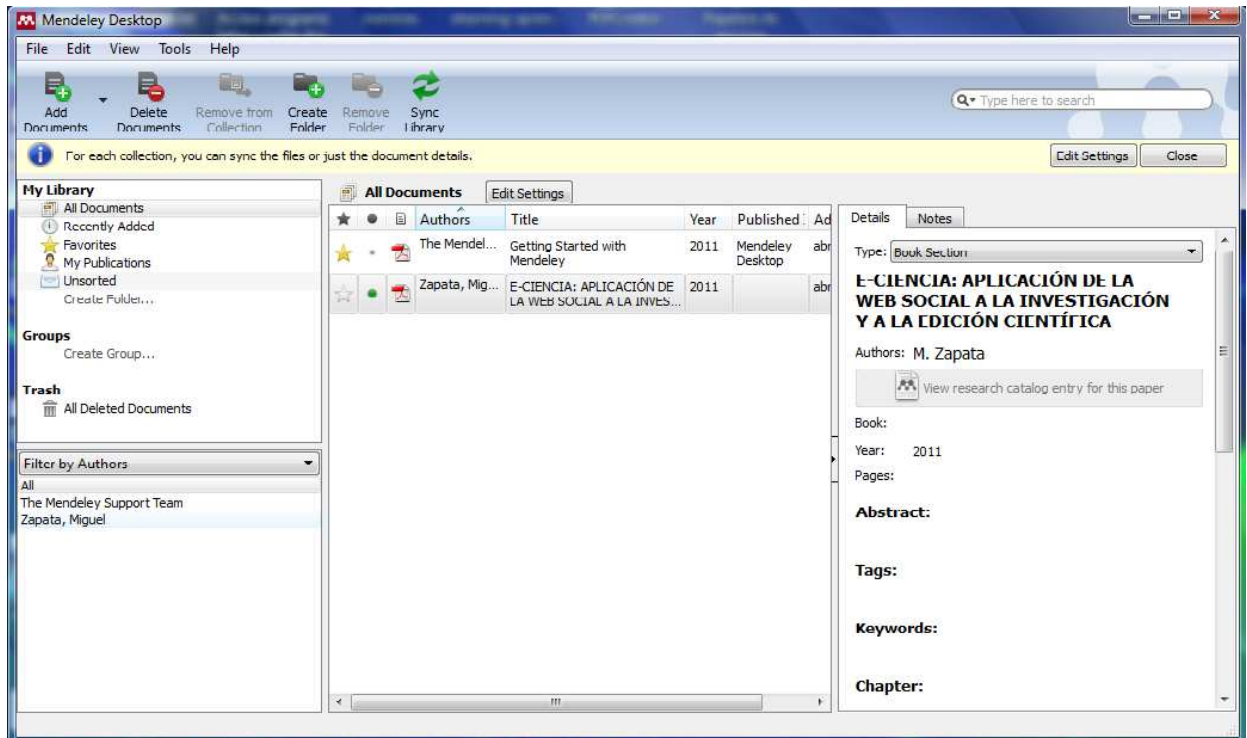 Mendeley Desktop
File Edit View Tools Help
Add Documents
Delete Documents
Remove from Collection
Create Folder
Remove Folder
Sync Library
Type here to search
For each collection, you can sync the files or just the document details.
Edit Settings
Close
My Library
All Documents
Recently Added
Favorites
My Publications
Unsorted
Create Folder...
Groups
Create Group...
Trash
All Deleted Documents
Filter by Authors
All
The Mendeley Support Team
Zapata, Miguel
All Documents
Edit Settings
Authors Title Year Published Ad
The Mendel... Getting Started with 2011 Mendeley abr
Mendeley Desktop
Zapata, Mig... E-CIENCIA: APLICACIÓN DE 2011 abr
LA WEB SOCIAL A LA INVES...
Details Notes
Type: Book Section
E-CIENCIA: APLICACIÓN DE LA
WEB SOCIAL A LA INVESTIGACIÓN
Y A LA EDICIÓN CIENTÍFICA
Authors: M. Zapata
View research catalog entry for this paper
Book:
Year: 2011
Pages:
Abstract:
Tags:
Keywords:
Chapter: